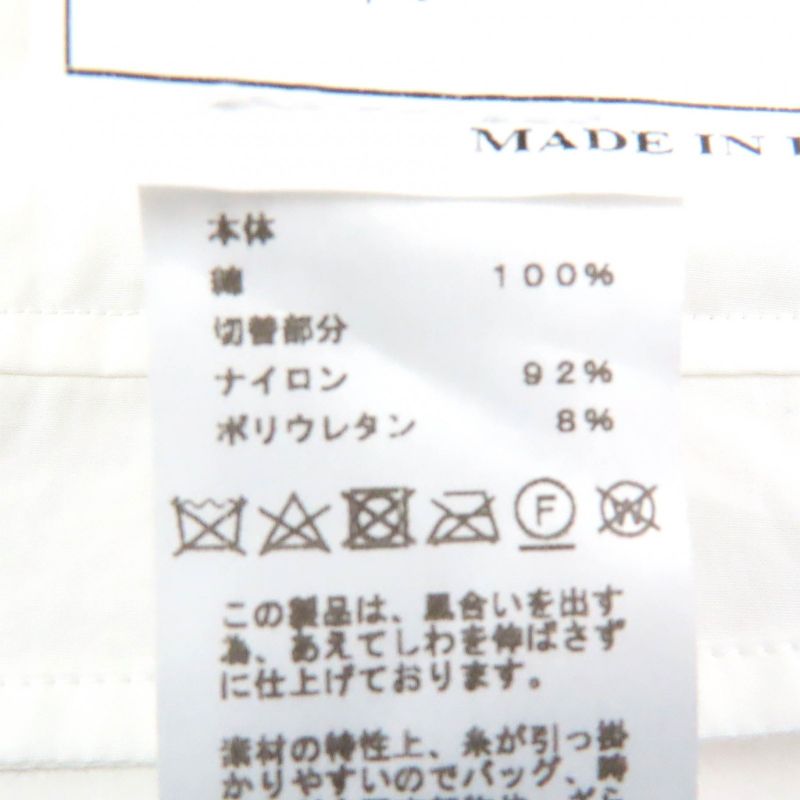 MADE IN
本体
綿 100%
切替部分
ナイロン 92%
ポリウレタン 8%
F W
この製品は、風合いを出す
為、あえてしわを伸ばさず
に仕上げております。
素材の特性上、糸が引っ掛
かりやすいのでバッグ、時